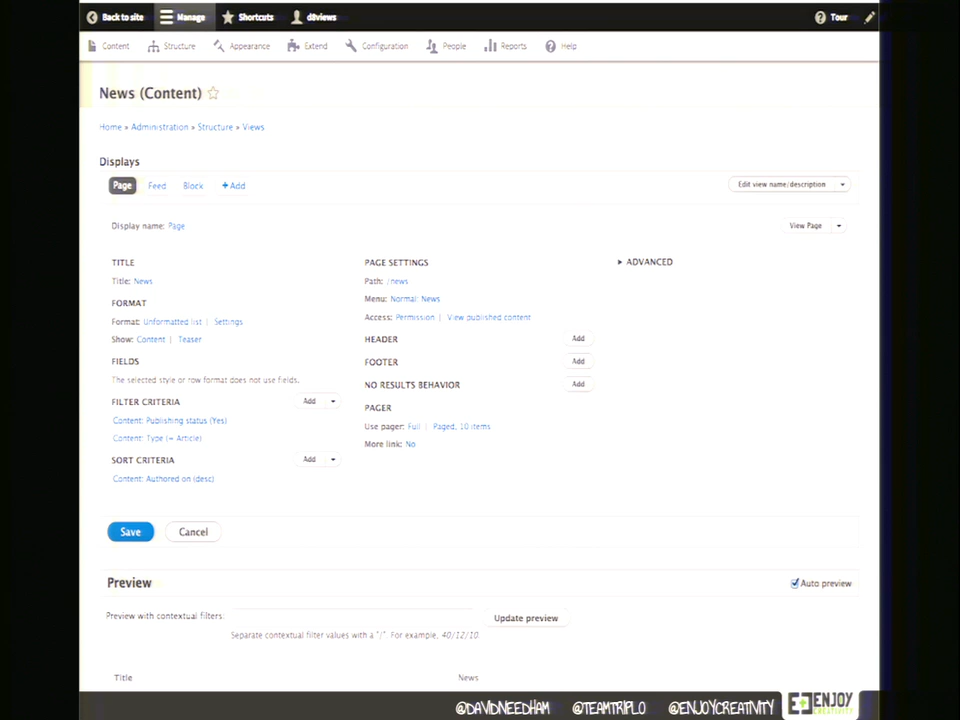 Back to site Manage Shortcuts d8views Tour
Content Structure Appearance Extend Configuration People Reports Help
News (Content)
Home » Administration » Structure » Views
Displays
Page Feed Block + Add Edit view name/description
Display name: Page View Page
TITLE
Title: News
FORMAT
Format: Unformatted list | Settings
Show: Content | Teaser
FIELDS
The selected style or row format does not use fields.
FILTER CRITERIA Add
Content: Publishing status (Yes)
Content: Type (= Article)
SORT CRITERIA Add
Content: Authored on (desc)
PAGE SETTINGS
Path: /news
Menu: Normal: News
Access: Permission | View published content
HEADER Add
FOOTER Add
NO RESULTS BEHAVIOR Add
PAGER
Use pager: Full | Paged, 10 items
More link: No
ADVANCED
Save Cancel
Preview Auto preview
Preview with contextual filters: Update preview
Separate contextual filter values with a "/". For example, 40/12/10.
Title News
@DAVIDNEEDHAM @TEAMTRIPLO @ENJOYCREATIVITY ENJOY
CREATIVITY